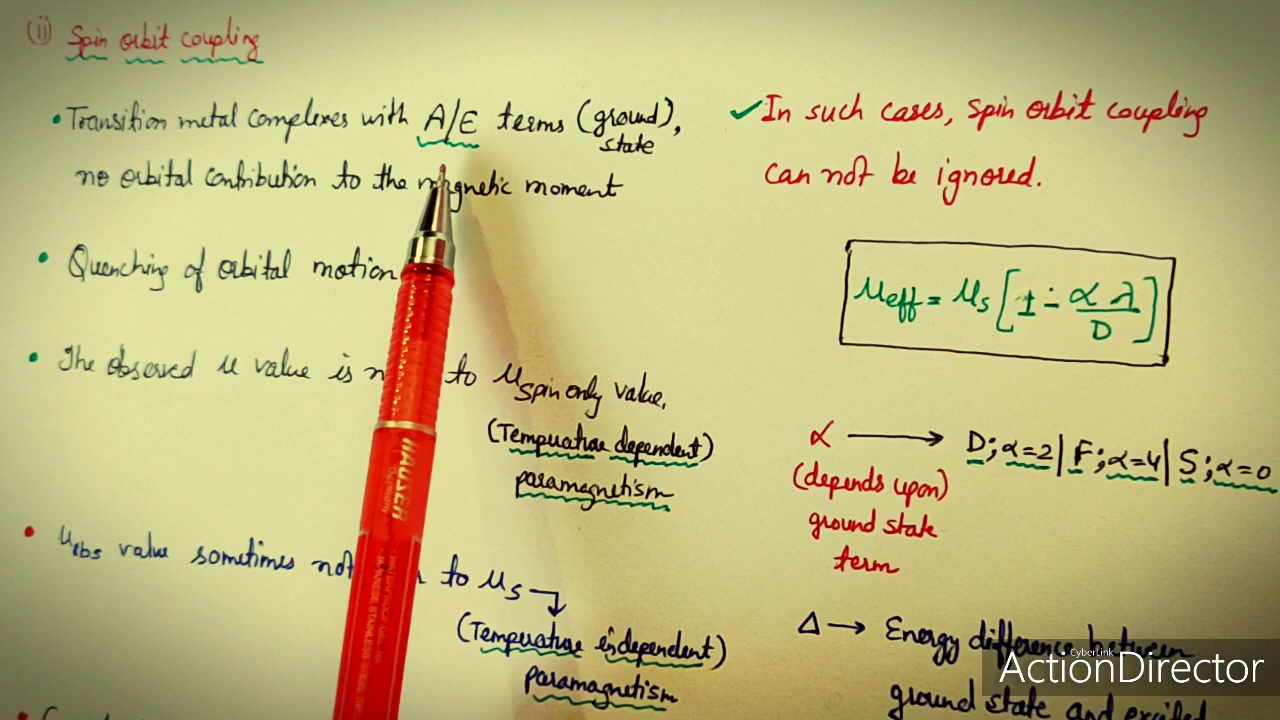 (ii) Spin orbit coupling
• Transition metal complexes with A/E terms (ground),
state
no orbital contribution to the magnetic moment
• Quenching of orbital motion
• The observed μ value is to μspin only value.
(Temperature dependent)
paramagnetism
• μobs value sometimes not to μs
(Temperature independent)
paramagnetism
✓ In such cases, spin orbit coupling
can not be ignored.
μeff = μs [1 - αλ/D]
α → D; α=2 | F; α=4 | S; α=0
(depends upon)
ground state
term
Δ → Energy difference between
ground state and excited
HAUSER
GERMANY
CyberLink
ActionDirector